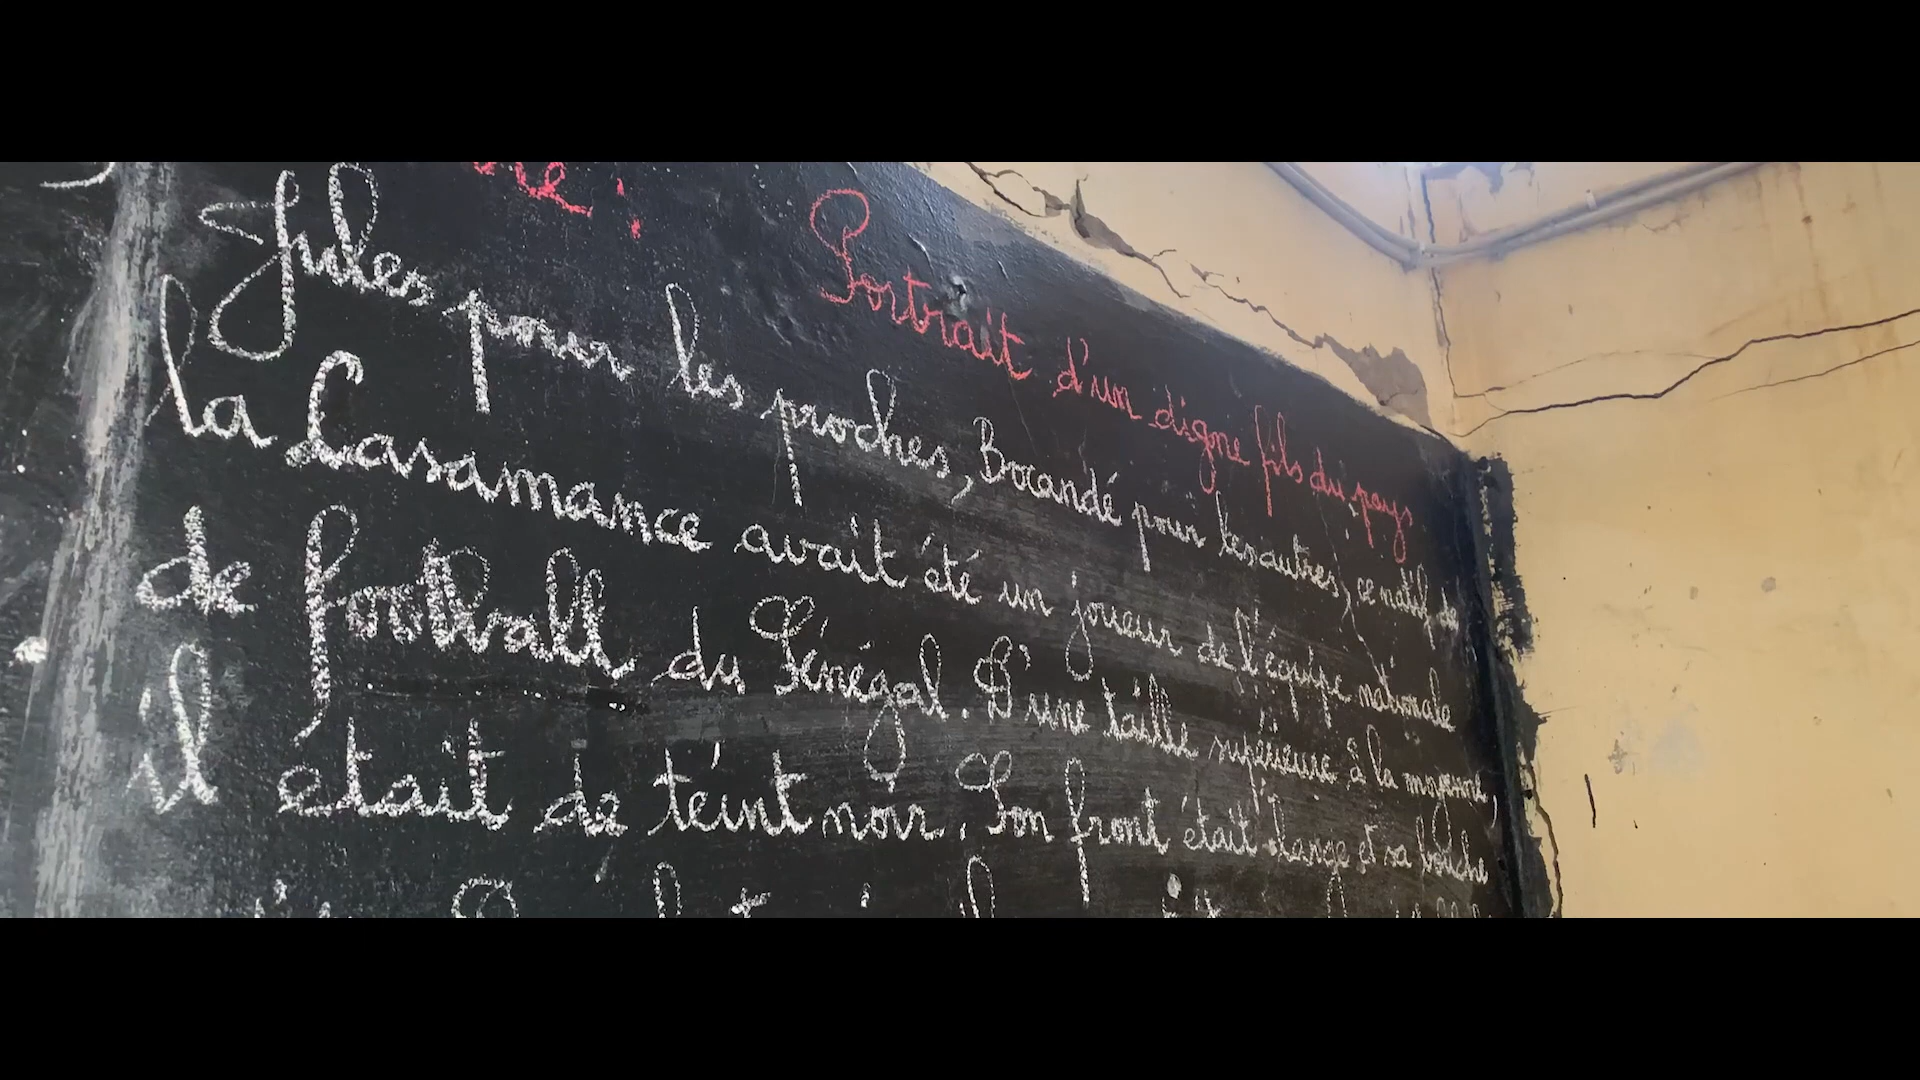 Portrait d'un digne fils du pays
Jules pour les proches, Bocandé pour les autres, ce natif de
la Casamance avait été un joueur de l'équipe nationale
de football du Sénégal. D'une taille supérieure à la moyenne,
il etait de teint noir. Son front était large et sa bouche